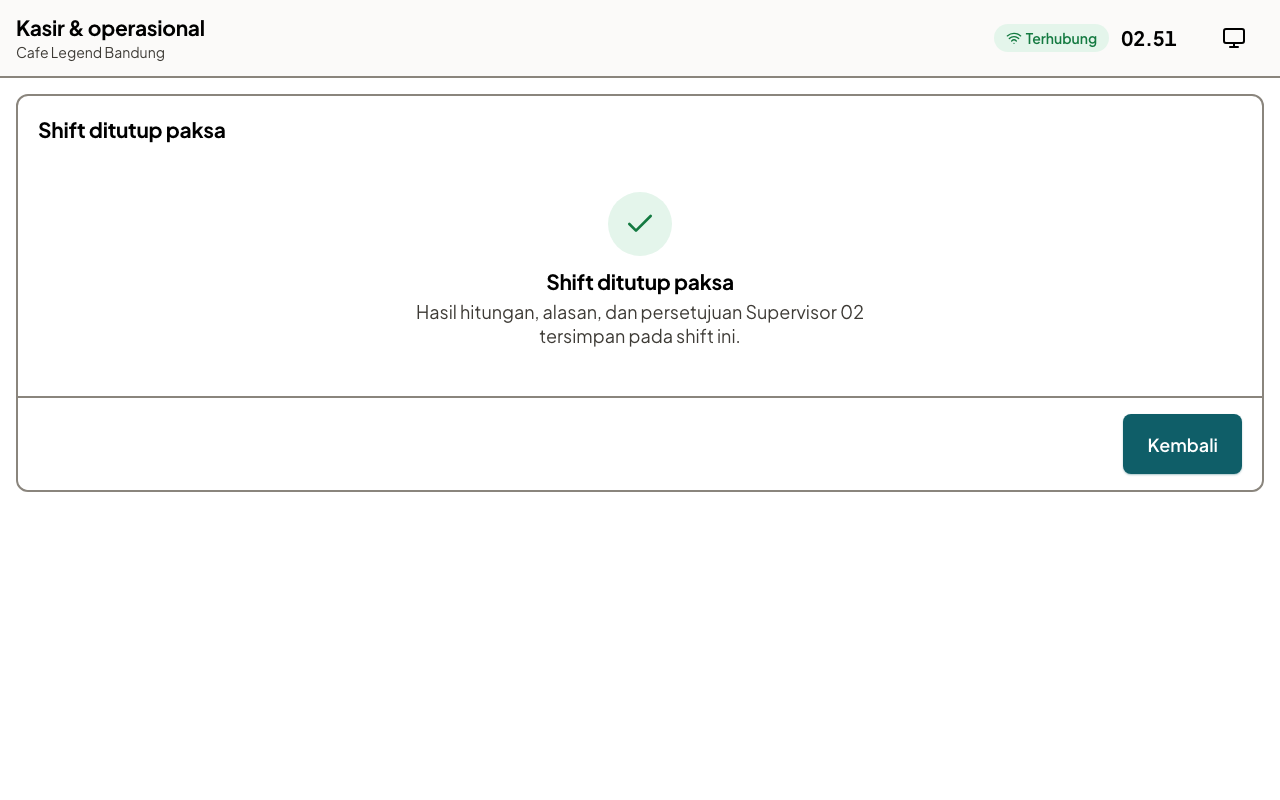 Kasir & operasional
Cafe Legend Bandung
Terhubung
02.51
Shift ditutup paksa
Shift ditutup paksa
Hasil hitungan, alasan, dan persetujuan Supervisor 02
tersimpan pada shift ini.
Kembali